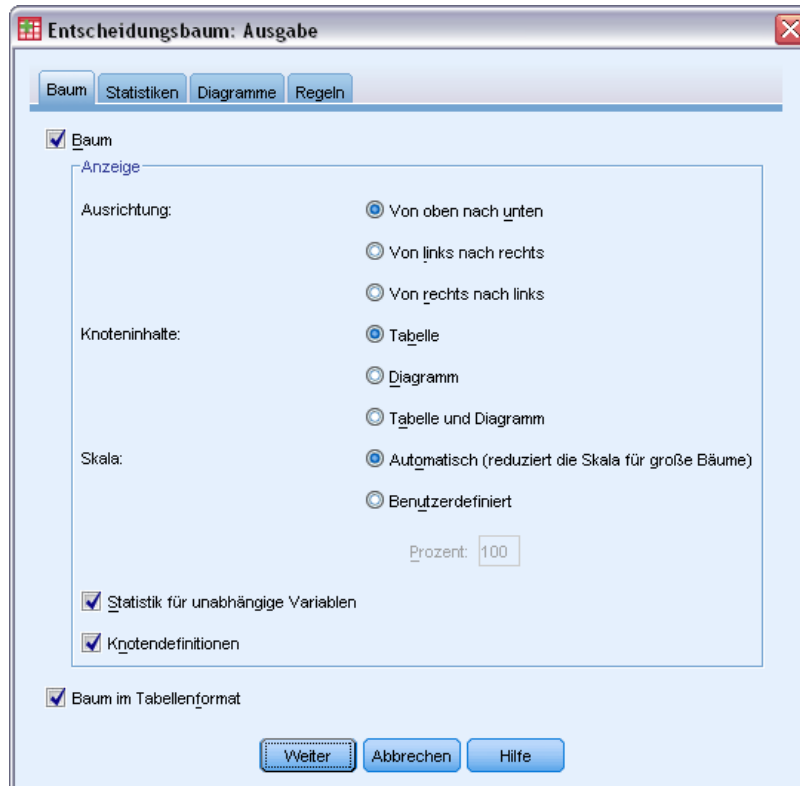 Entscheidungsbaum: Ausgabe
Baum Statistiken Diagramme Regeln
Baum
Anzeige
Ausrichtung:
Von oben nach unten
Von links nach rechts
Von rechts nach links
Knoteninhalte:
Tabelle
Diagramm
Tabelle und Diagramm
Skala:
Automatisch (reduziert die Skala für große Bäume)
Benutzerdefiniert
Prozent: 100
Statistik für unabhängige Variablen
Knotendefinitionen
Baum im Tabellenformat
Weiter Abbrechen Hilfe